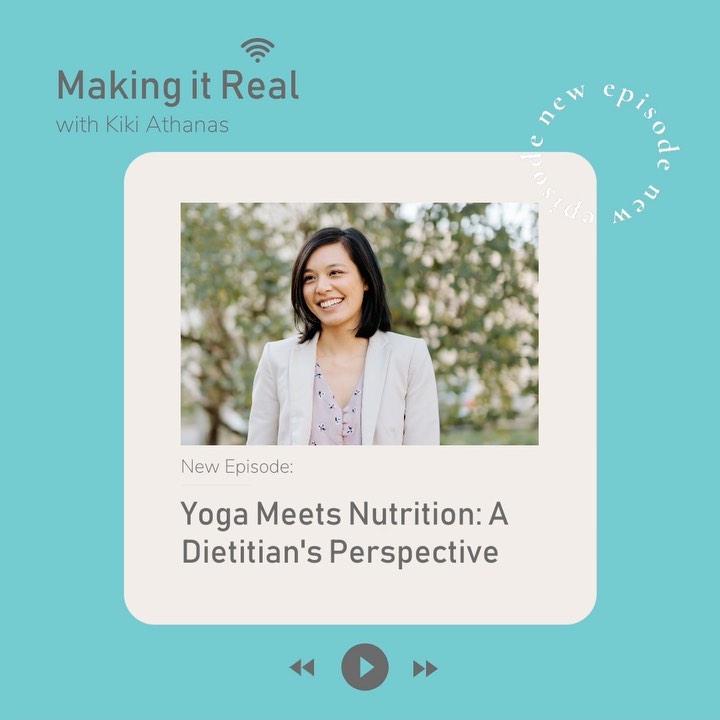 Making it Real
with Kiki Athanas
new episode new episode
New Episode:
Yoga Meets Nutrition: A
Dietitian's Perspective